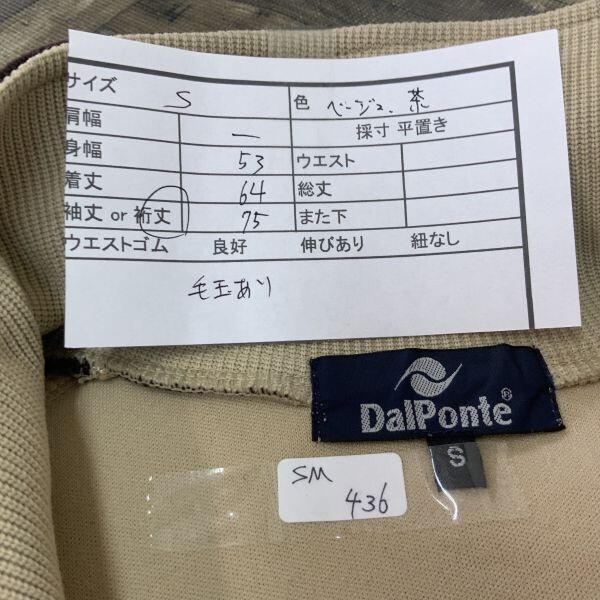 サイズ S 色 ベージュ、茶
肩幅 — 採寸 平置き
身幅 53 ウエスト
着丈 64 総丈
袖丈 or 裄丈 75 また下
ウエストゴム 良好 伸びあり 紐なし
毛玉あり
DalPonte®
S
SM
436